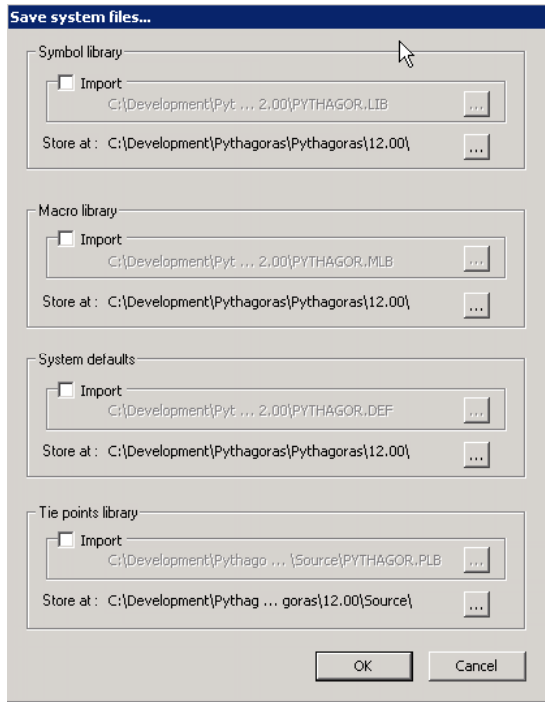 Save system files...
Symbol library
Import
C:\Development\Pyt ... 2.00\PYTHAGOR.LIB
...
Store at : C:\Development\Pythagoras\Pythagoras\12.00\
...
Macro library
Import
C:\Development\Pyt ... 2.00\PYTHAGOR.MLB
...
Store at : C:\Development\Pythagoras\Pythagoras\12.00\
...
System defaults
Import
C:\Development\Pyt ... 2.00\PYTHAGOR.DEF
...
Store at : C:\Development\Pythagoras\Pythagoras\12.00\
...
Tie points library
Import
C:\Development\Pythago ... \Source\PYTHAGOR.PLB
...
Store at : C:\Development\Pythag ... goras\12.00\Source\
...
OK Cancel